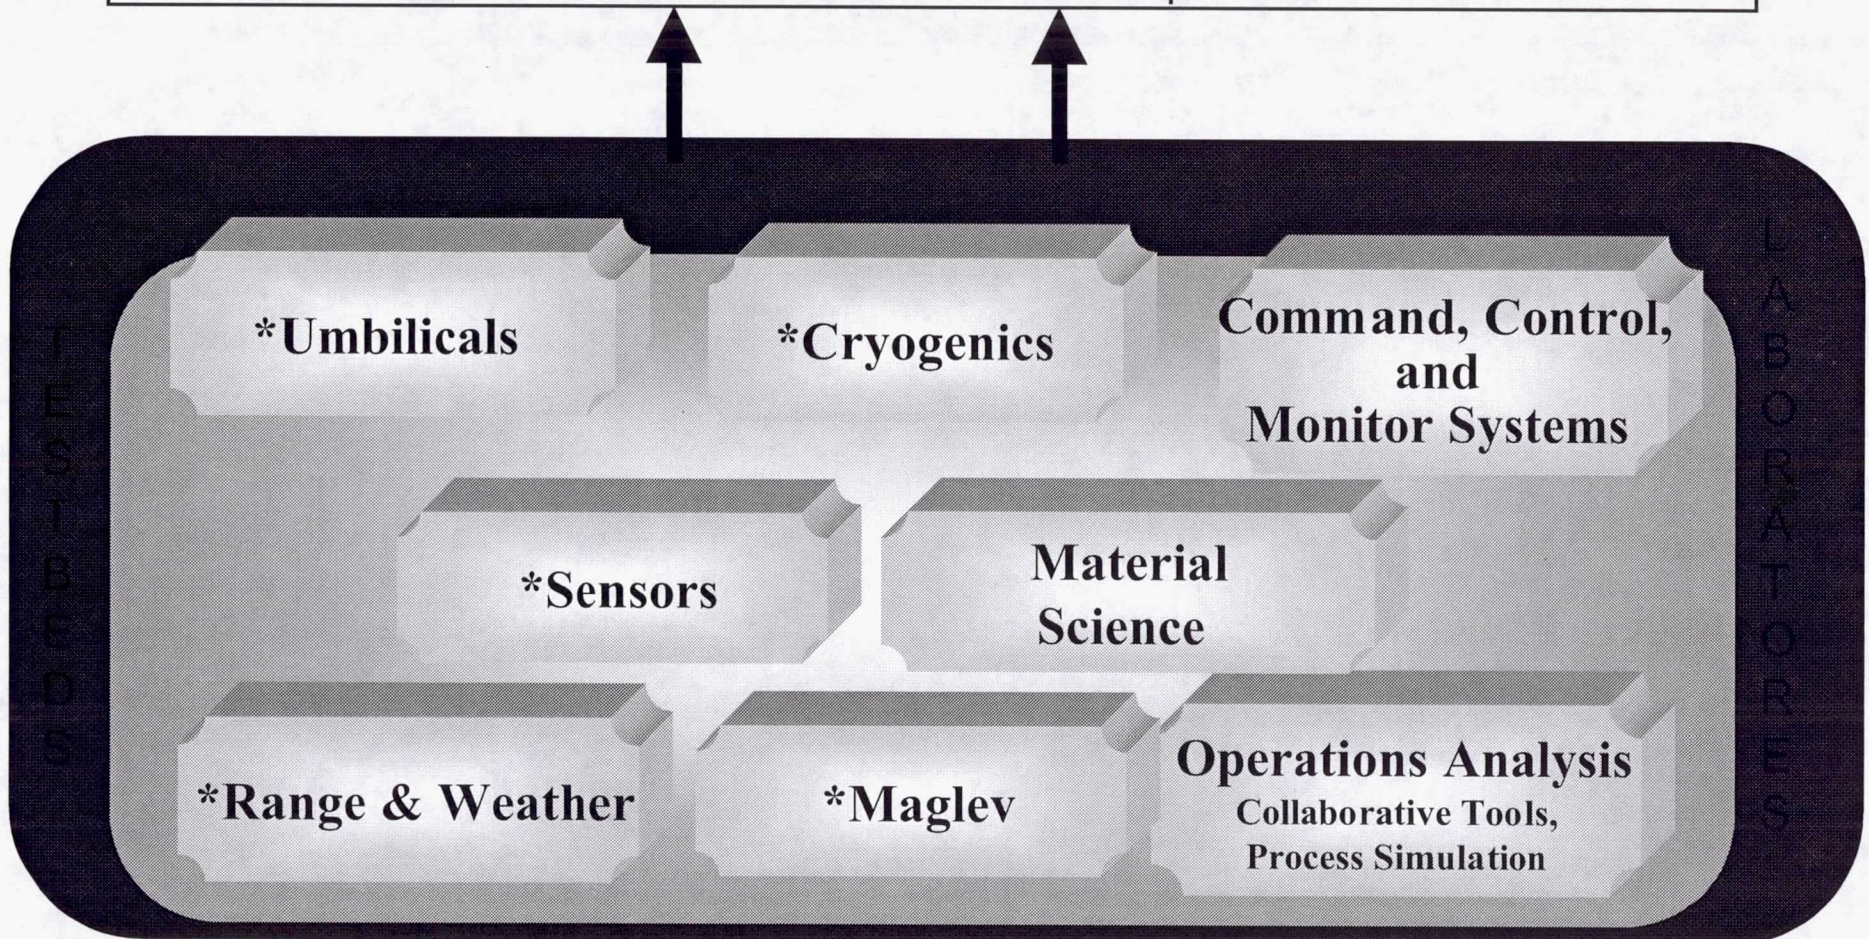 *Umbilicals
*Cryogenics
Command, Control,
and
Monitor Systems
*Sensors
Material
Science
*Range & Weather
*Maglev
Operations Analysis
Collaborative Tools,
Process Simulation
TESTBEDS
LABORATORES